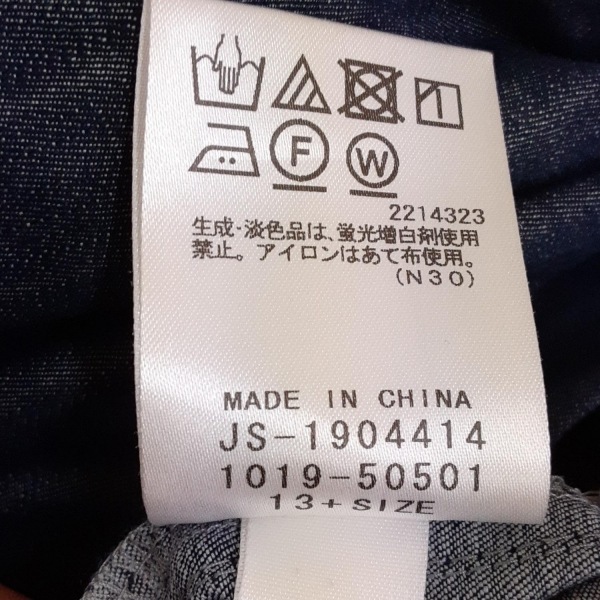 F W
2214323
生成・淡色品は、蛍光増白剤使用
禁止。アイロンはあて布使用。
(N30)
MADE IN CHINA
JS-1904414
1019-50501
13+SIZE